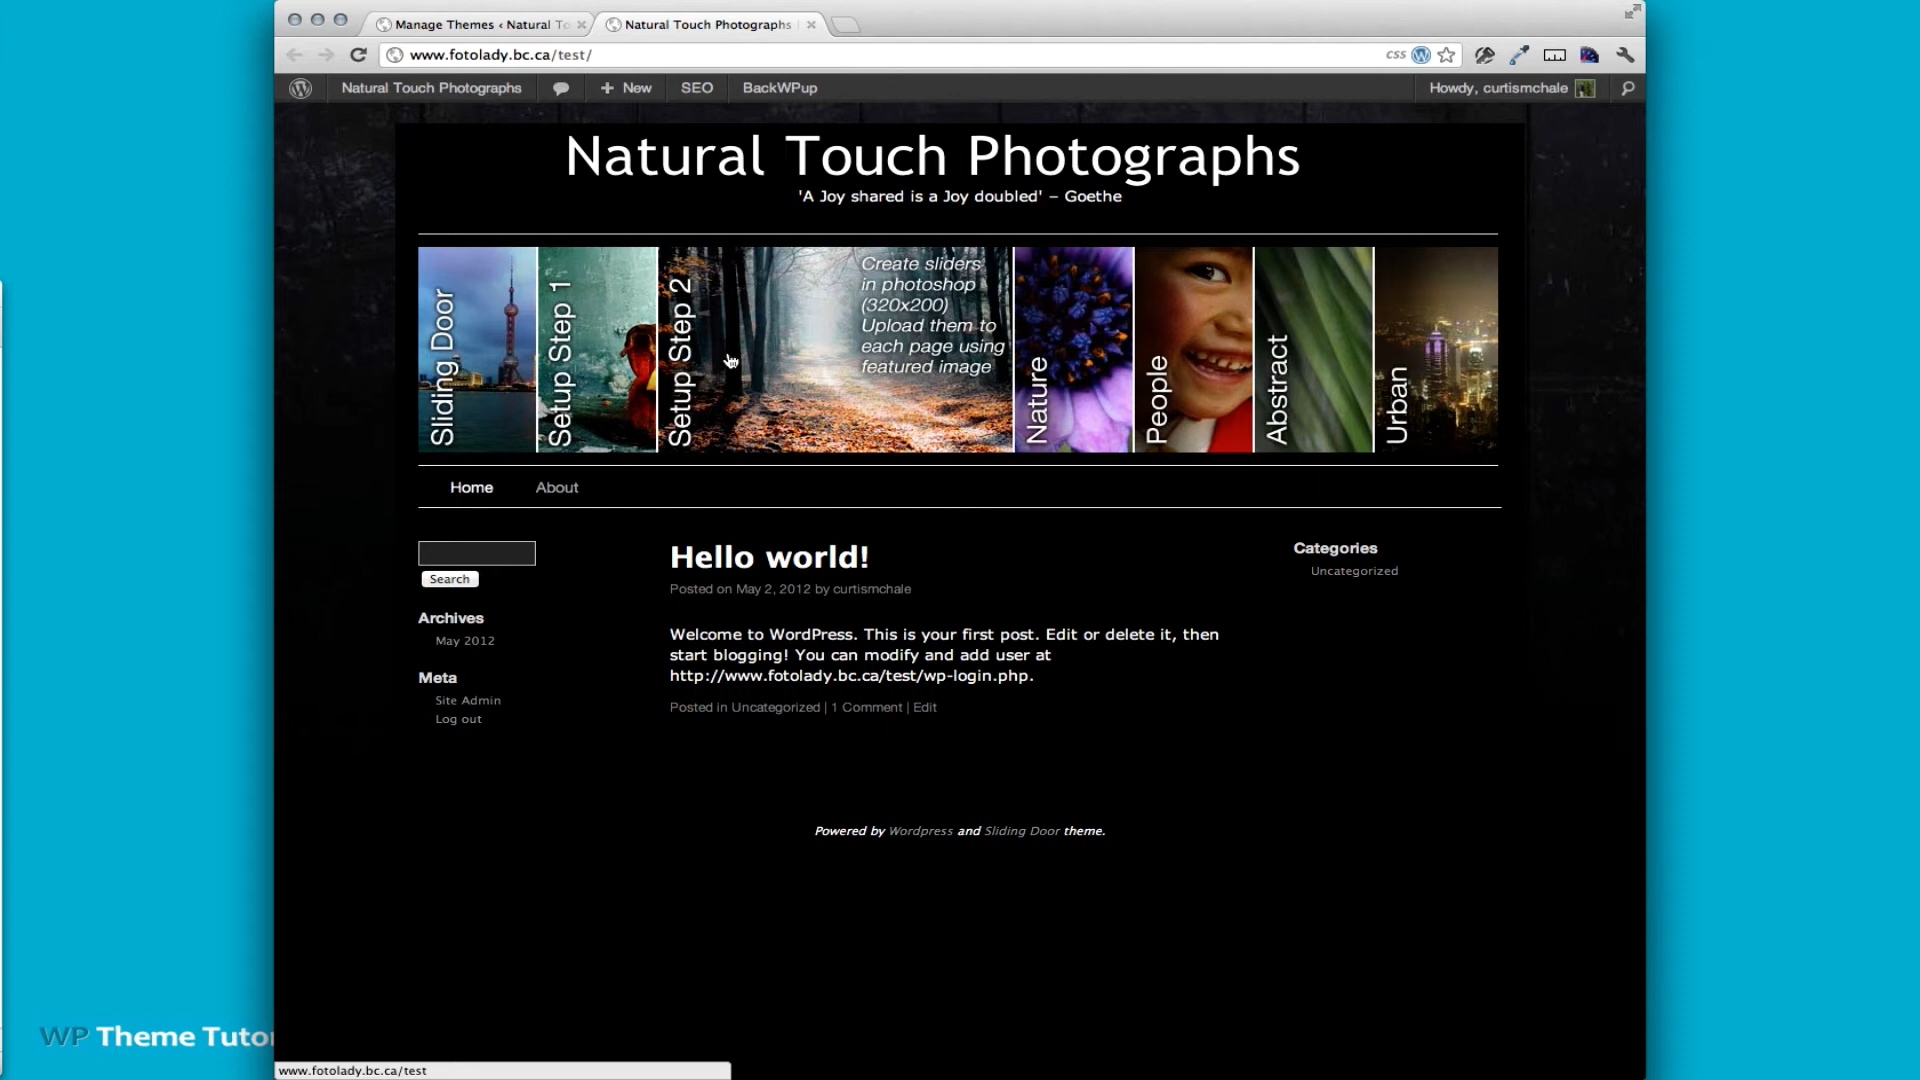 Manage Themes ‹ Natural To
Natural Touch Photographs
www.fotolady.bc.ca/test/
css
Natural Touch Photographs
+ New
SEO
BackWPup
Howdy, curtismchale
Natural Touch Photographs
'A Joy shared is a Joy doubled' – Goethe
Sliding Door
Setup Step 1
Setup Step 2
Create sliders
in photoshop
(320x200)
Upload them to
each page using
featured image
Nature
People
Abstract
Urban
Home
About
Search
Archives
May 2012
Meta
Site Admin
Log out
Hello world!
Posted on May 2, 2012 by curtismchale
Welcome to WordPress. This is your first post. Edit or delete it, then
start blogging! You can modify and add user at
http://www.fotolady.bc.ca/test/wp-login.php.
Posted in Uncategorized | 1 Comment | Edit
Categories
Uncategorized
Powered by Wordpress and Sliding Door theme.
WP Theme Tutor
www.fotolady.bc.ca/test